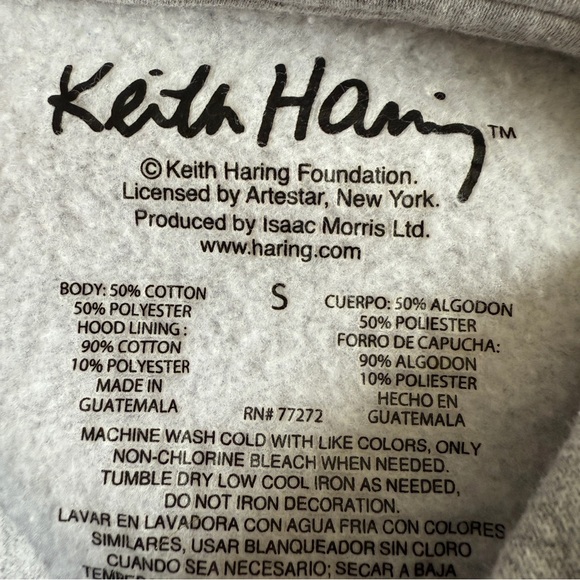 Keith Haring™
© Keith Haring Foundation.
Licensed by Artestar, New York.
Produced by Isaac Morris Ltd.
www.haring.com
BODY: 50% COTTON
50% POLYESTER
HOOD LINING :
90% COTTON
10% POLYESTER
MADE IN
GUATEMALA
S
RN# 77272
CUERPO: 50% ALGODON
50% POLIESTER
FORRO DE CAPUCHA:
90% ALGODON
10% POLIESTER
HECHO EN
GUATEMALA
MACHINE WASH COLD WITH LIKE COLORS, ONLY
NON-CHLORINE BLEACH WHEN NEEDED.
TUMBLE DRY LOW COOL IRON AS NEEDED,
DO NOT IRON DECORATION.
LAVAR EN LAVADORA CON AGUA FRIA CON COLORES
SIMILARES, USAR BLANQUEADOR SIN CLORO
CUANDO SEA NECESARIO; SECAR A BAJA